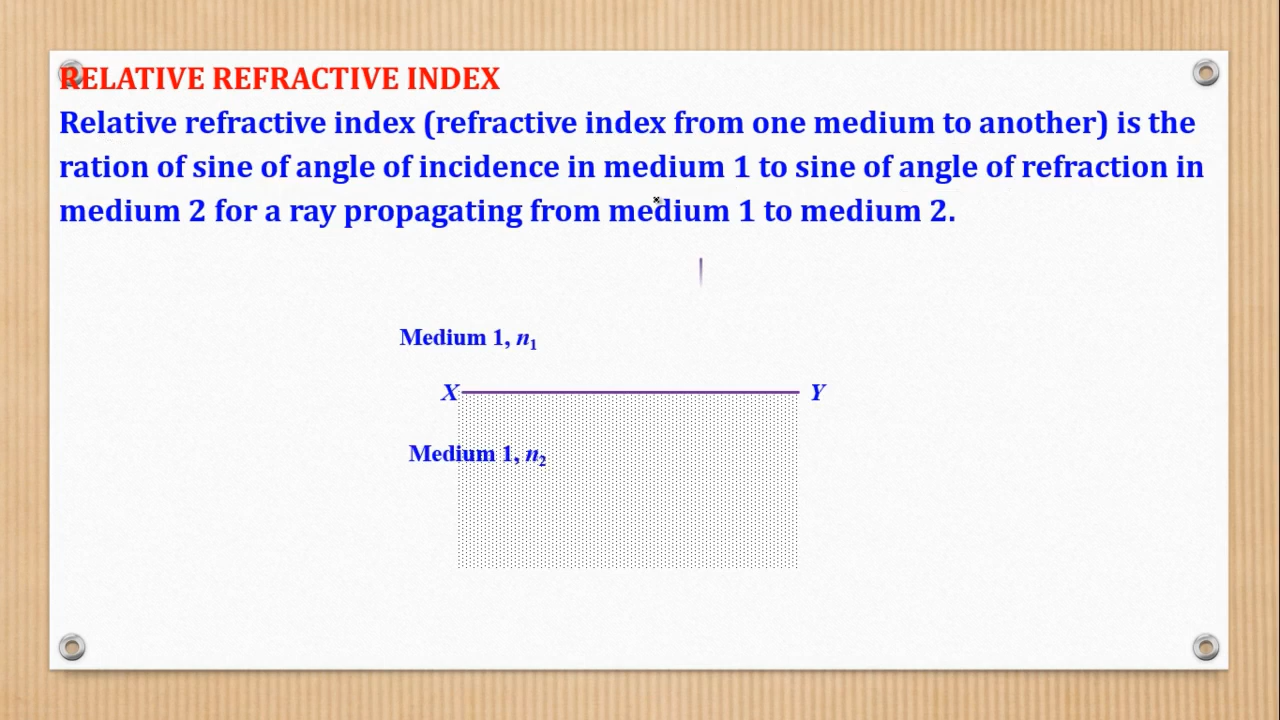 RELATIVE REFRACTIVE INDEX
Relative refractive index (refractive index from one medium to another) is the
ration of sine of angle of incidence in medium 1 to sine of angle of refraction in
medium 2 for a ray propagating from medium 1 to medium 2.
Medium 1, n₁
X Y
Medium 1, n₂